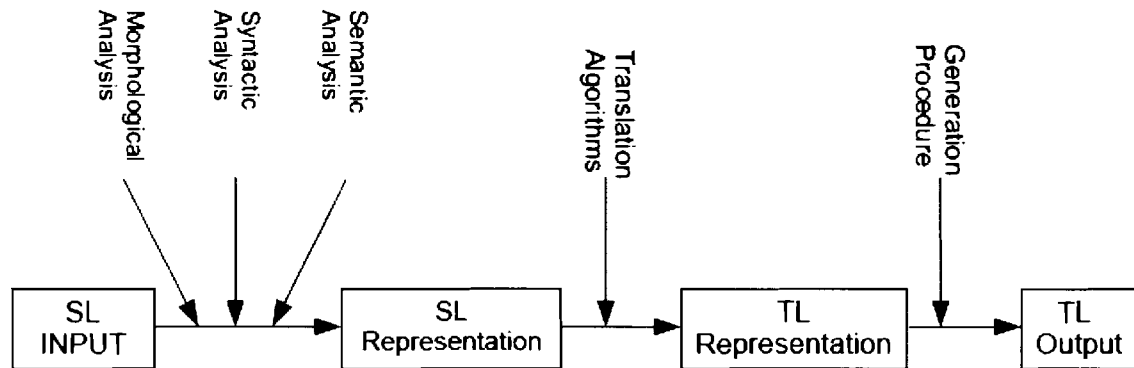 Morphological
Analysis
Syntactic
Analysis
Semantic
Analysis
Translation
Algorithms
Generation
Procedure
SL
INPUT
SL
Representation
TL
Representation
TL
Output